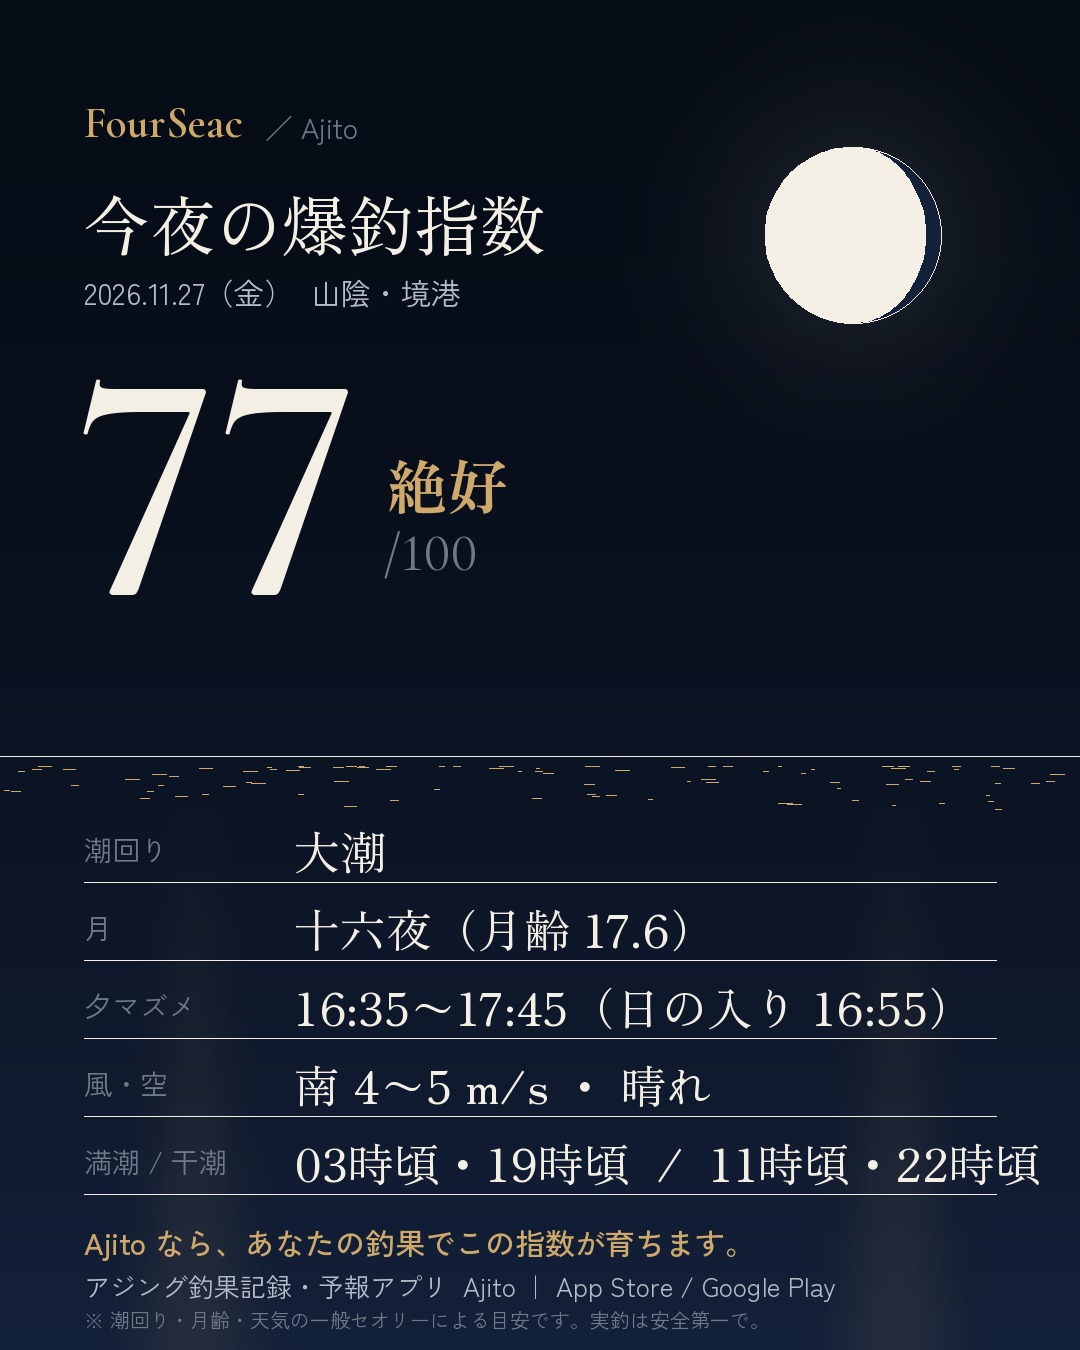 FourSeac ／ Ajito
今夜の爆釣指数
2026.11.27（金） 山陰・境港
77 絶好
/100
潮回り 大潮
月 十六夜（月齢 17.6）
夕マズメ 16:35〜17:45（日の入り 16:55）
風・空 南 4〜5 m/s ・ 晴れ
満潮 / 干潮 03時頃・19時頃 ／ 11時頃・22時頃
Ajito なら、あなたの釣果でこの指数が育ちます。
アジング釣果記録・予報アプリ Ajito ｜ App Store / Google Play
※ 潮回り・月齢・天気の一般セオリーによる目安です。実釣は安全第一で。